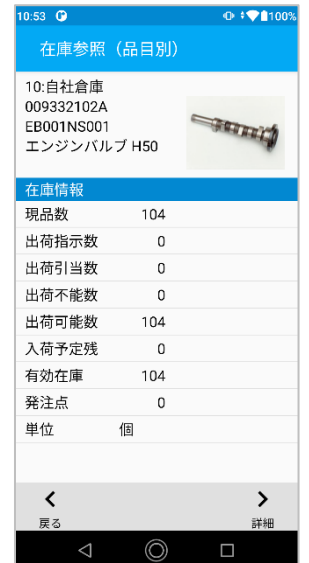 10:53 100%
在庫参照（品目別）
10:自社倉庫
009332102A
EB001NS001
エンジンバルブ H50
在庫情報
現品数 104
出荷指示数 0
出荷引当数 0
出荷不能数 0
出荷可能数 104
入荷予定残 0
有効在庫 104
発注点 0
単位 個
戻る 詳細